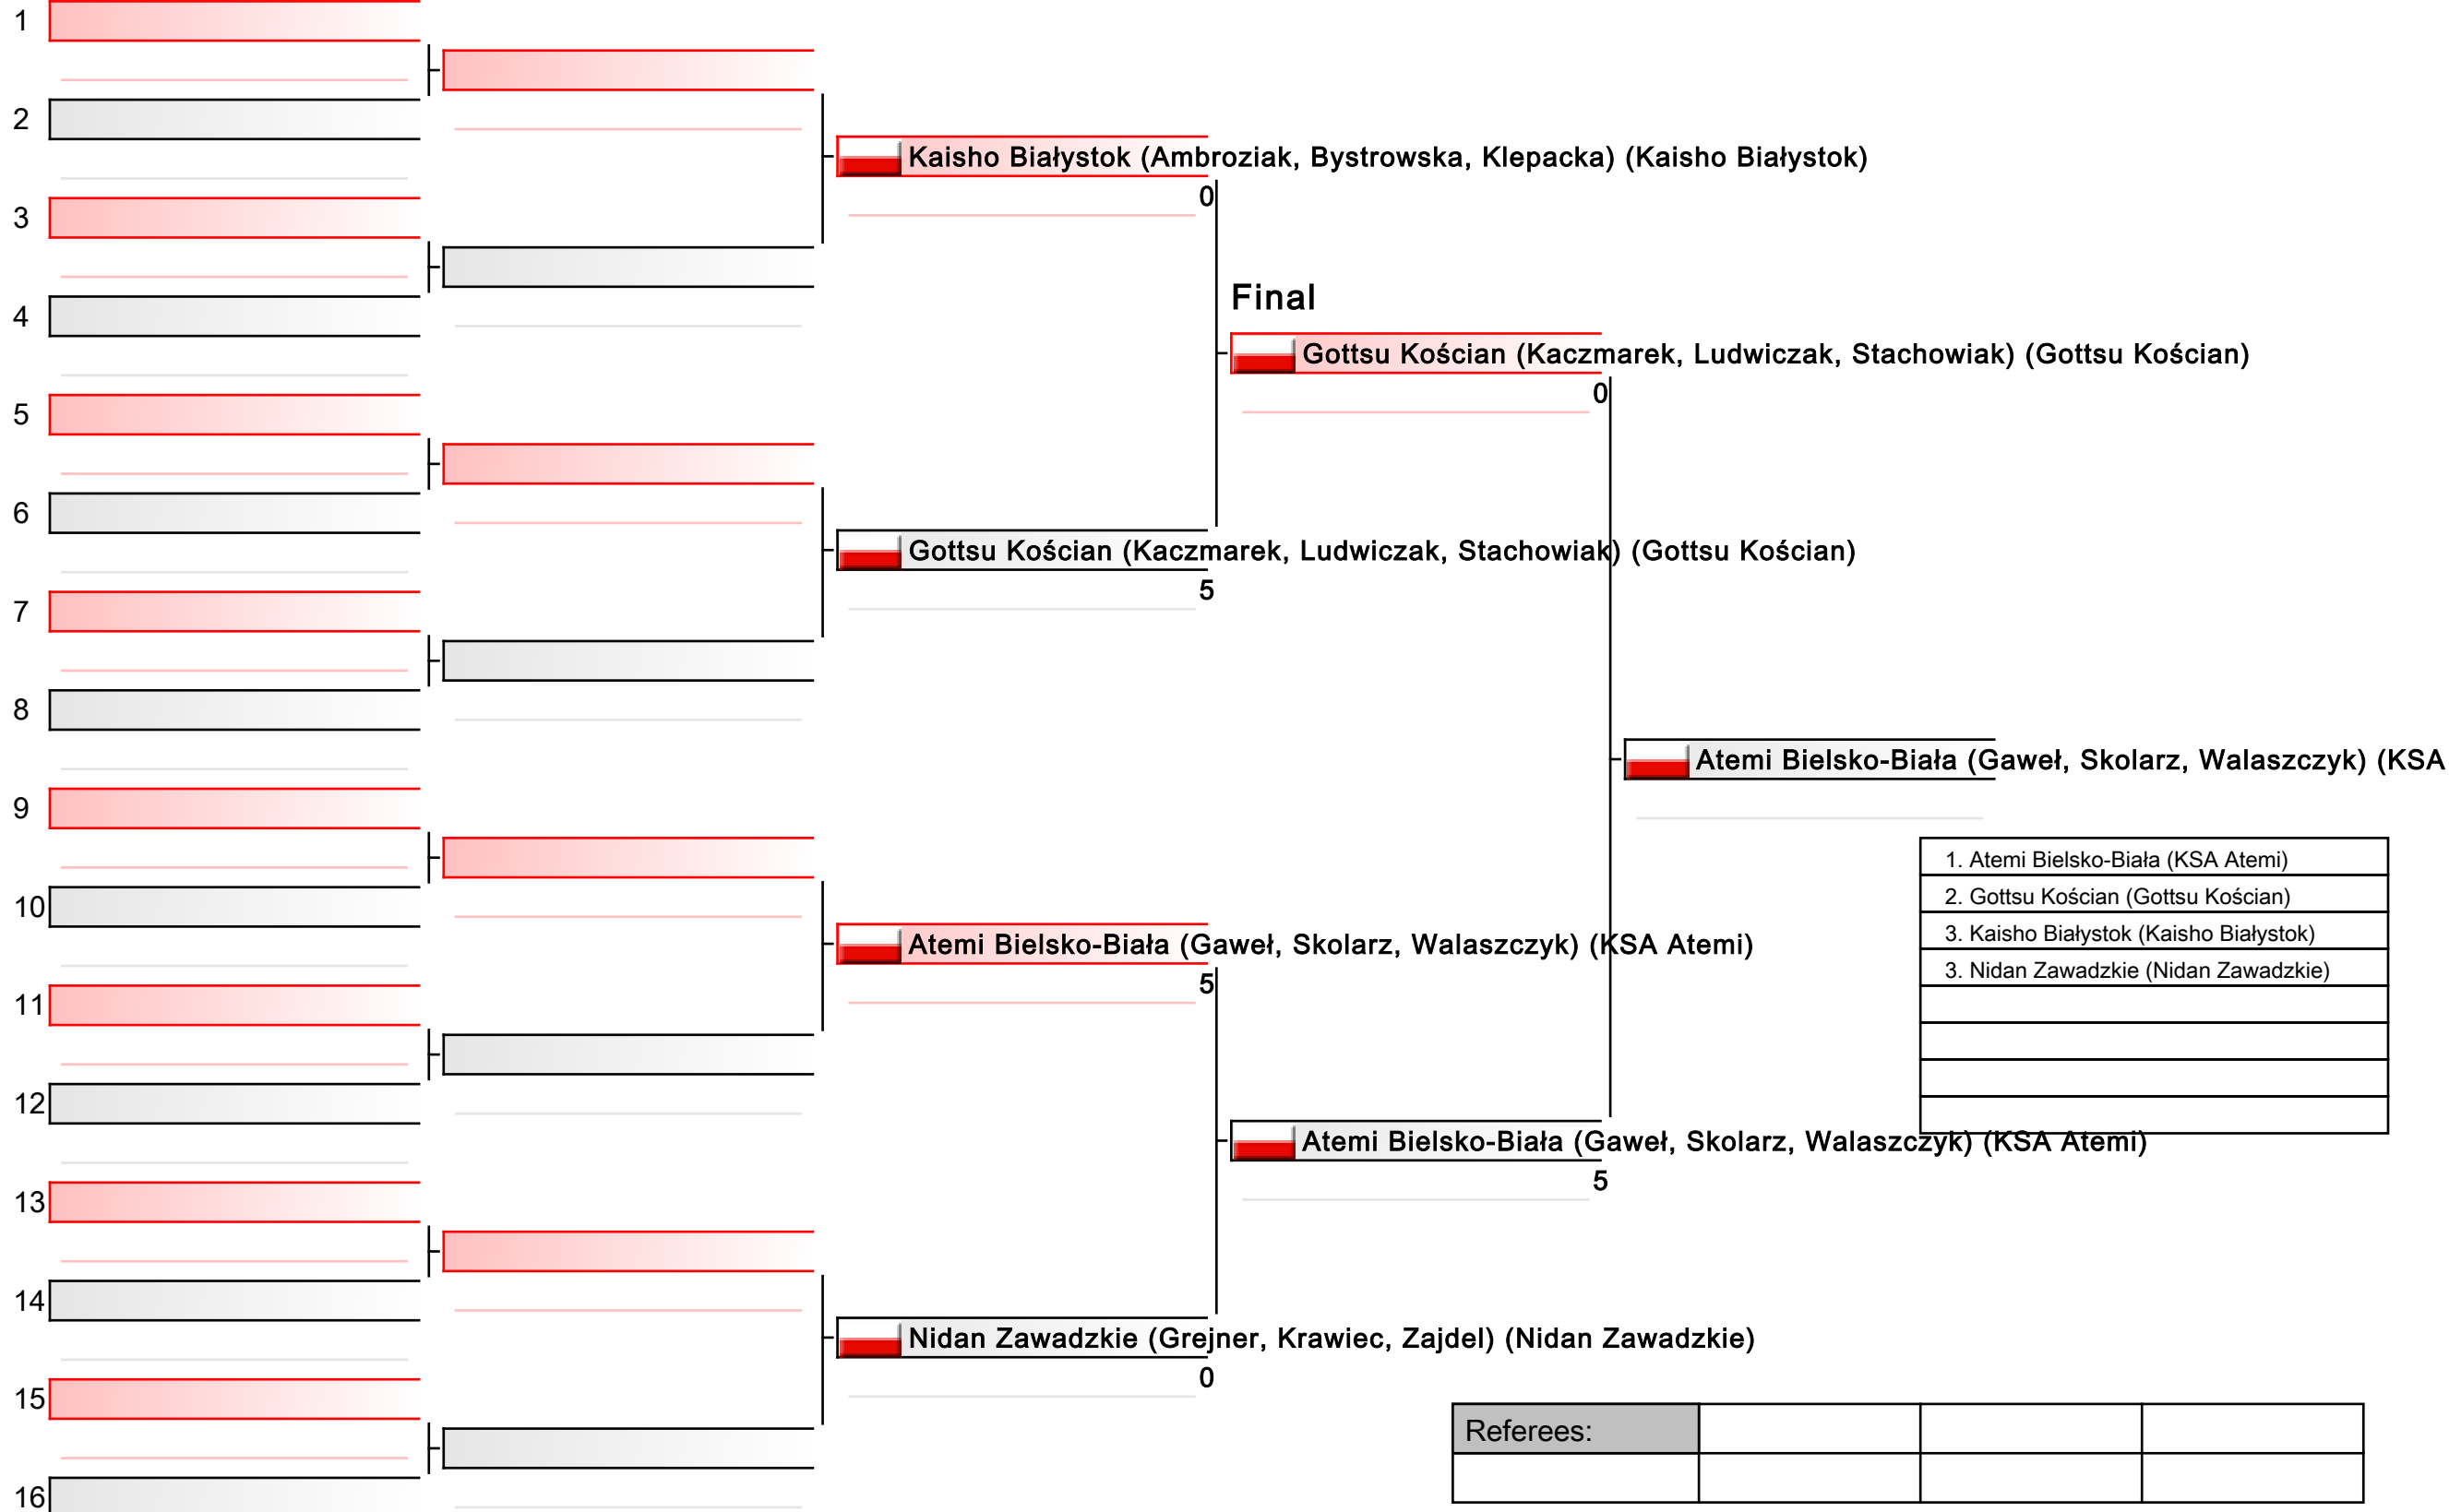 1
2
Kaisho Białystok (Ambroziak, Bystrowska, Klepacka) (Kaisho Białystok)
0
3
Final
4
Gottsu Kościan (Kaczmarek, Ludwiczak, Stachowiak) (Gottsu Kościan)
0
5
6
Gottsu Kościan (Kaczmarek, Ludwiczak, Stachowiak) (Gottsu Kościan)
5
7
8
Atemi Bielsko-Biała (Gaweł, Skolarz, Walaszczyk) (KSA
9
1. Atemi Bielsko-Biała (KSA Atemi)
2. Gottsu Kościan (Gottsu Kościan)
3. Kaisho Białystok (Kaisho Białystok)
3. Nidan Zawadzkie (Nidan Zawadzkie)
10
Atemi Bielsko-Biała (Gaweł, Skolarz, Walaszczyk) (KSA Atemi)
5
11
12
Atemi Bielsko-Biała (Gaweł, Skolarz, Walaszczyk) (KSA Atemi)
5
13
14
Nidan Zawadzkie (Grejner, Krawiec, Zajdel) (Nidan Zawadzkie)
0
15
Referees:
16